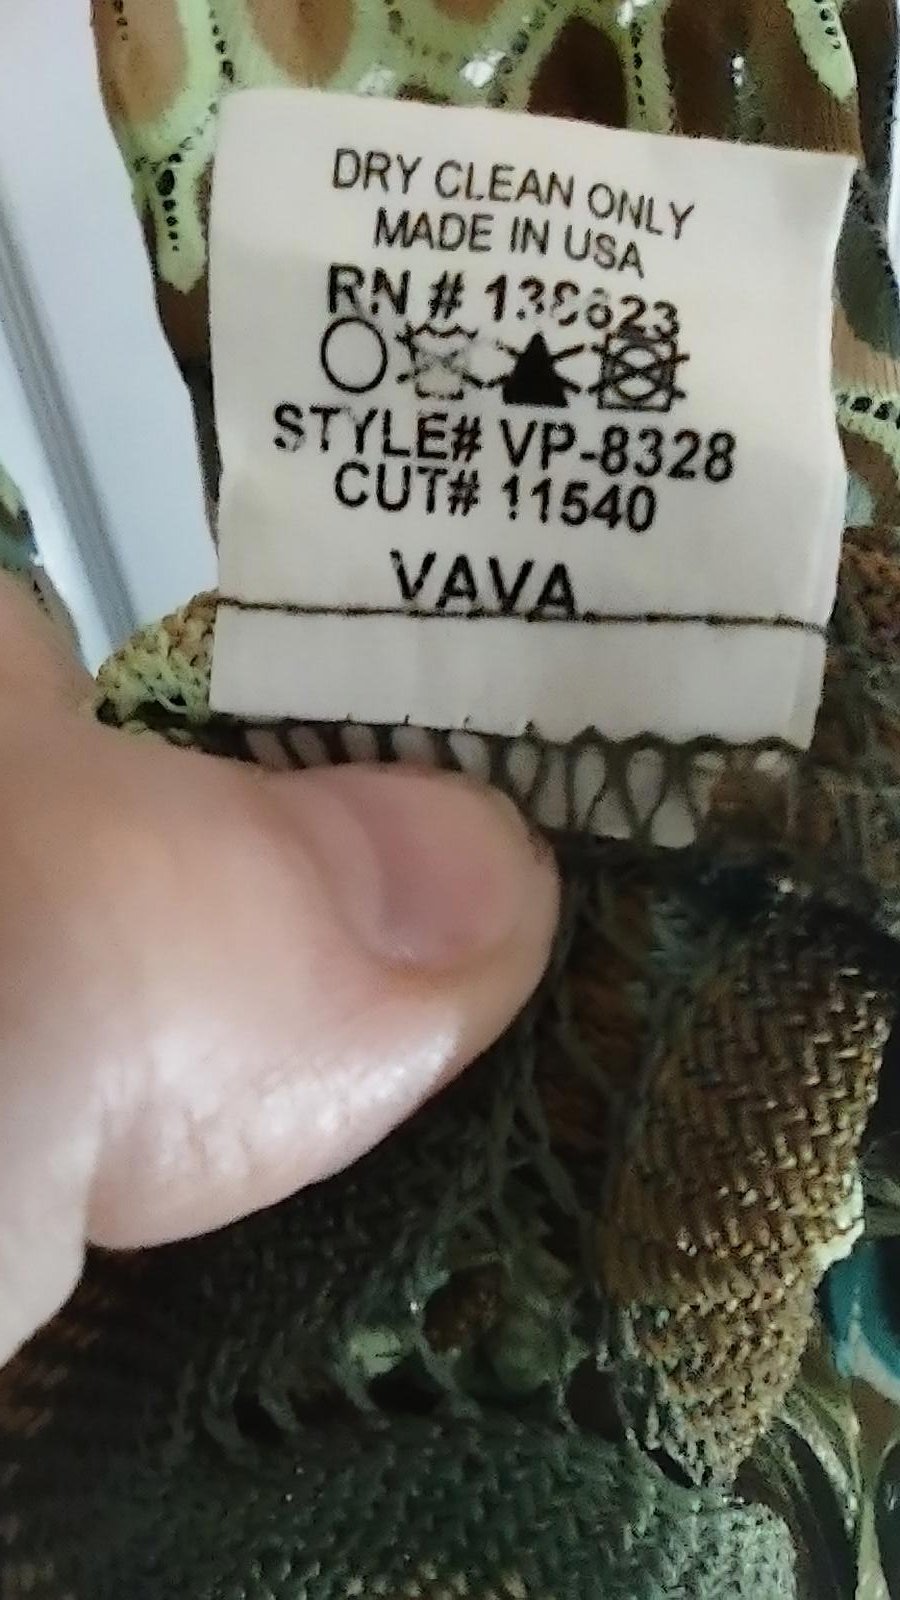 DRY CLEAN ONLY
MADE IN USA
RN #
STYLE# VP-8328
CUT# 11540
VAVA